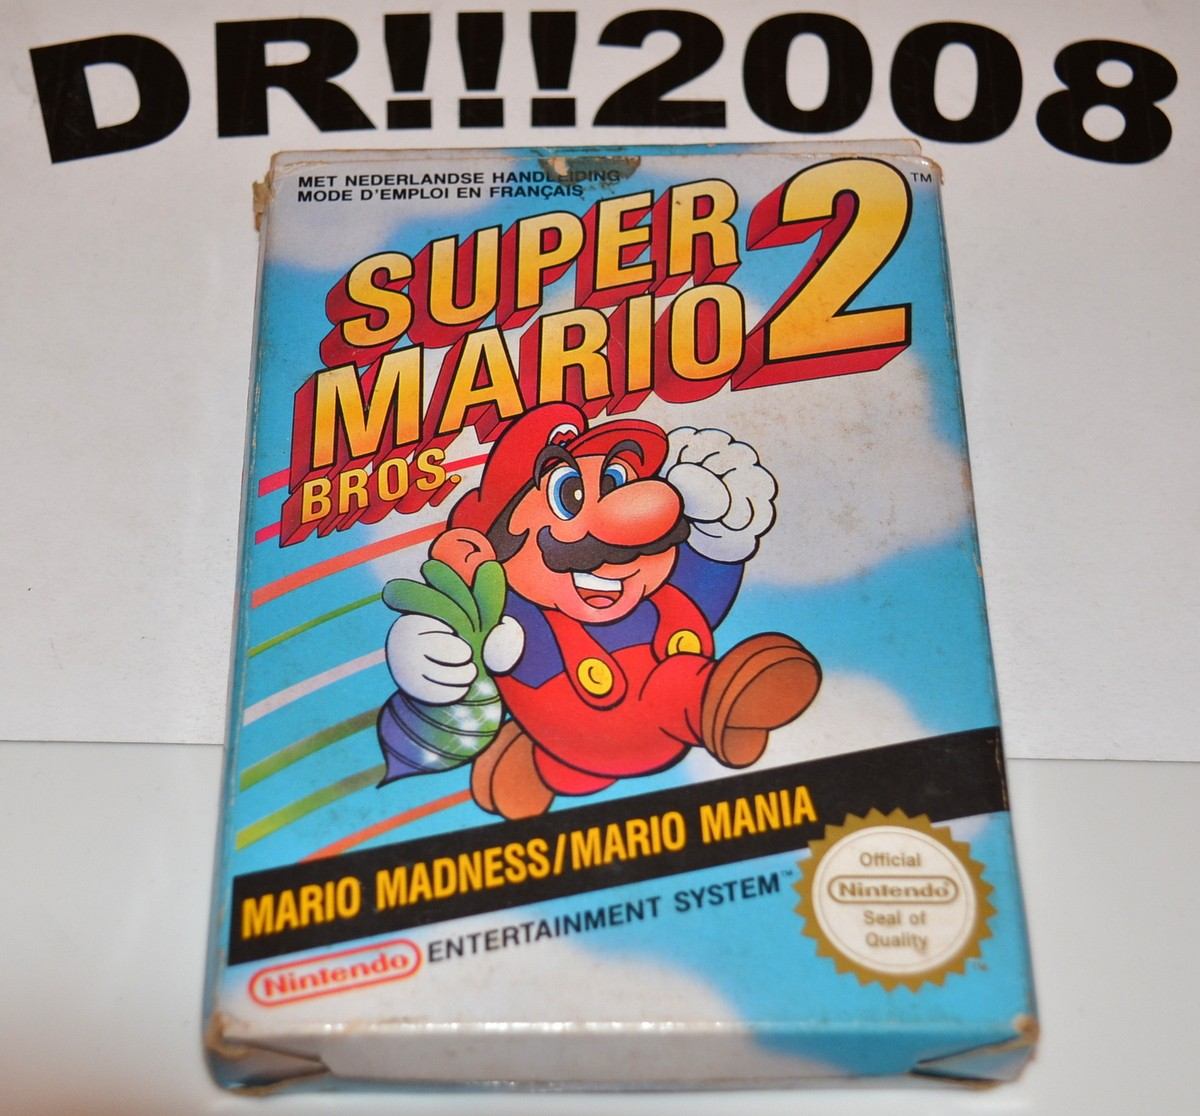 DR!!!2008
MET NEDERLANDSE HANDLEIDING
MODE D'EMPLOI EN FRANÇAIS
SUPER
MARIO 2™
BROS.
M
MARIO MADNESS/MARIO MANIA
Nintendo ENTERTAINMENT SYSTEM™
Official
Nintendo®
Seal of
Quality
™